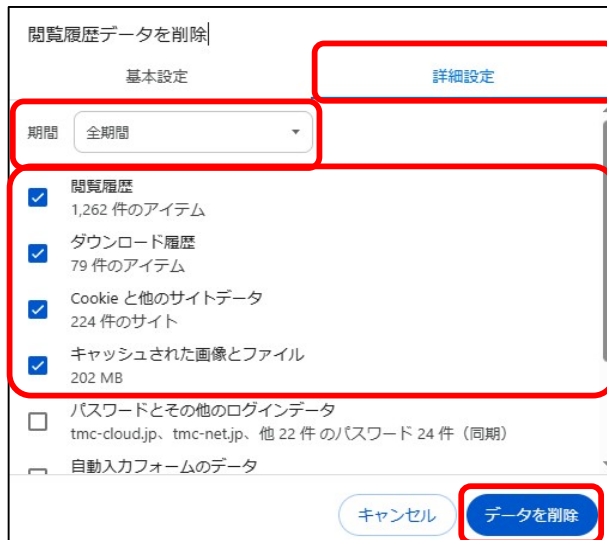 閲覧履歴データを削除
基本設定 詳細設定
期間 全期間
閲覧履歴
1,262 件のアイテム
ダウンロード履歴
79 件のアイテム
Cookie と他のサイトデータ
224 件のサイト
キャッシュされた画像とファイル
202 MB
パスワードとその他のログインデータ
tmc-cloud.jp、tmc-net.jp、他 22 件 のパスワード 24 件（同期）
自動入力フォームのデータ
キャンセル データを削除